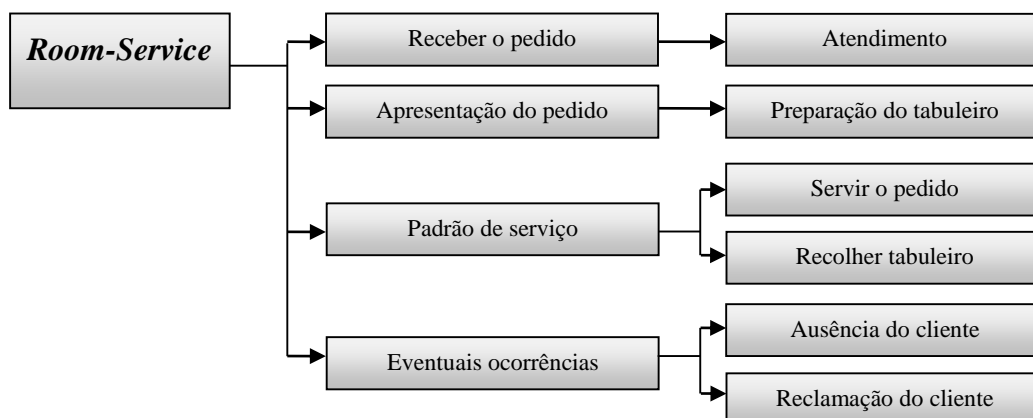 Room-Service
Receber o pedido
Atendimento
Apresentação do pedido
Preparação do tabuleiro
Padrão de serviço
Servir o pedido
Recolher tabuleiro
Eventuais ocorrências
Ausência do cliente
Reclamação do cliente